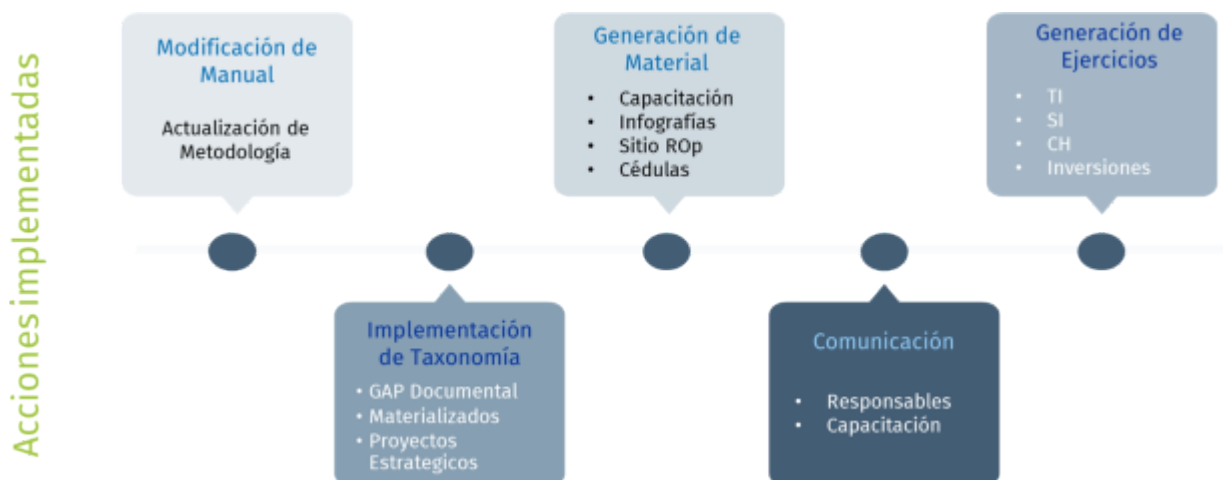 Acciones implementadas
Modificación de
Manual
Actualización de
Metodología
Implementación
de Taxonomía
• GAP Documental
• Materializados
• Proyectos
Estrategicos
Generación de
Material
• Capacitación
• Infografías
• Sitio ROp
• Cédulas
Comunicación
• Responsables
• Capacitación
Generación de
Ejercicios
• TI
• SI
• CH
• Inversiones